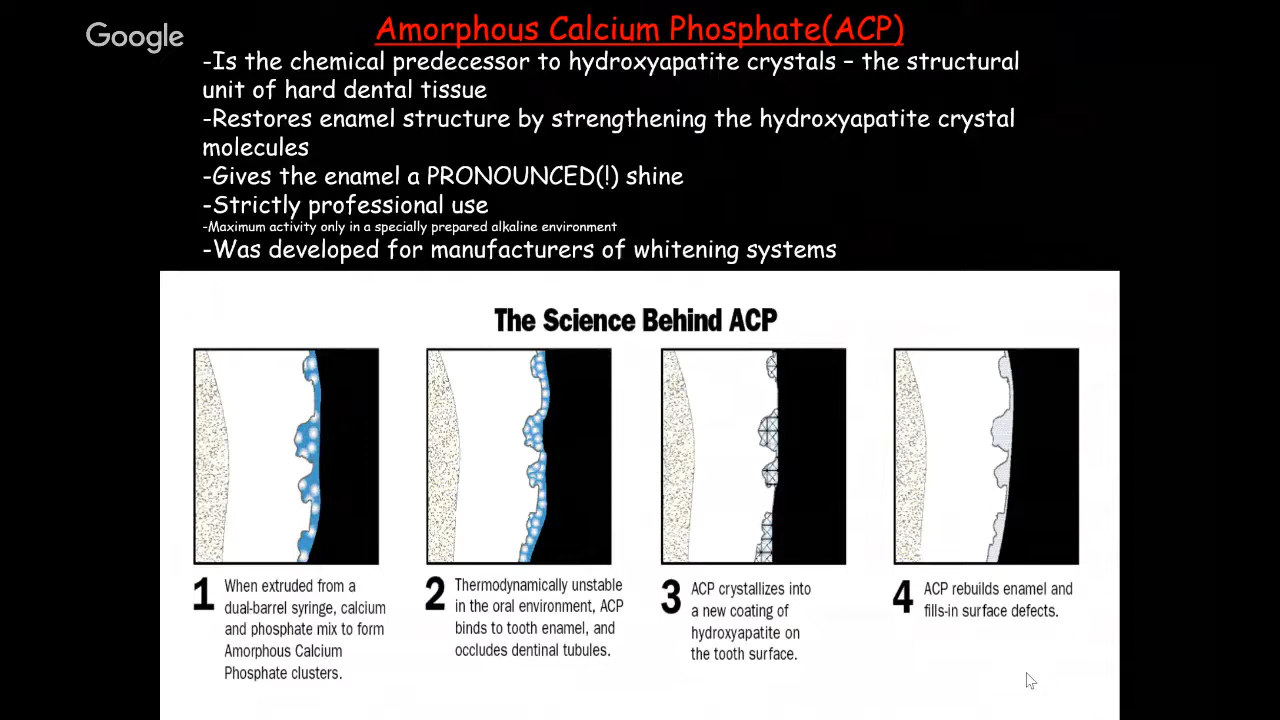 Google
Amorphous Calcium Phosphate(ACP)
-Is the chemical predecessor to hydroxyapatite crystals – the structural
unit of hard dental tissue
-Restores enamel structure by strengthening the hydroxyapatite crystal
molecules
-Gives the enamel a PRONOUNCED(!) shine
-Strictly professional use
-Maximum activity only in a specially prepared alkaline environment
-Was developed for manufacturers of whitening systems
The Science Behind ACP
1 When extruded from a
dual-barrel syringe, calcium
and phosphate mix to form
Amorphous Calcium
Phosphate clusters.
2 Thermodynamically unstable
in the oral environment, ACP
binds to tooth enamel, and
occludes dentinal tubules.
3 ACP crystallizes into
a new coating of
hydroxyapatite on
the tooth surface.
4 ACP rebuilds enamel and
fills-in surface defects.